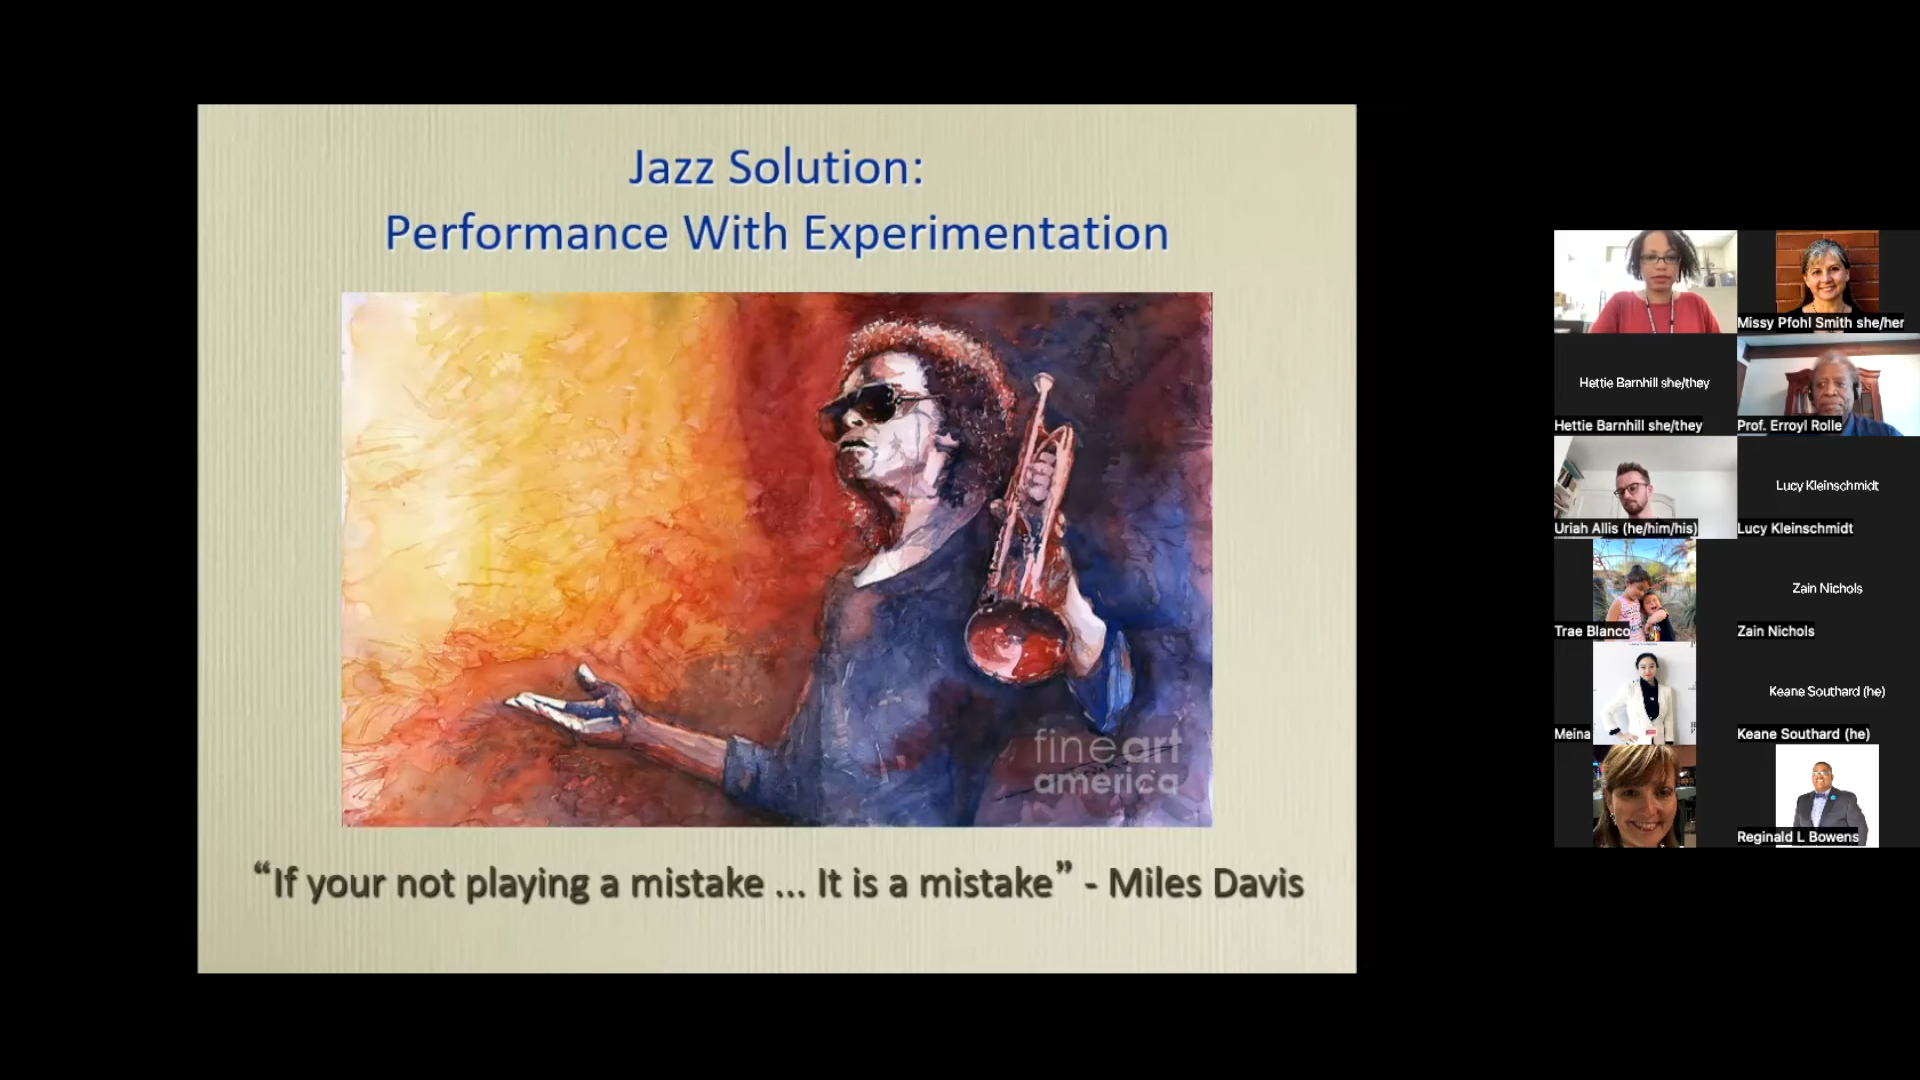 Jazz Solution:
Performance With Experimentation
fineart
america
“If your not playing a mistake ... It is a mistake” - Miles Davis
Missy Pfohl Smith she/her
Hettie Barnhill she/they
Hettie Barnhill she/they
Prof. Erroyl Rolle
Uriah Allis (he/him/his)
Lucy Kleinschmidt
Lucy Kleinschmidt
Trae Blanco
Zain Nichols
Zain Nichols
Meina
Keane Southard (he)
Keane Southard (he)
Reginald L Bowens